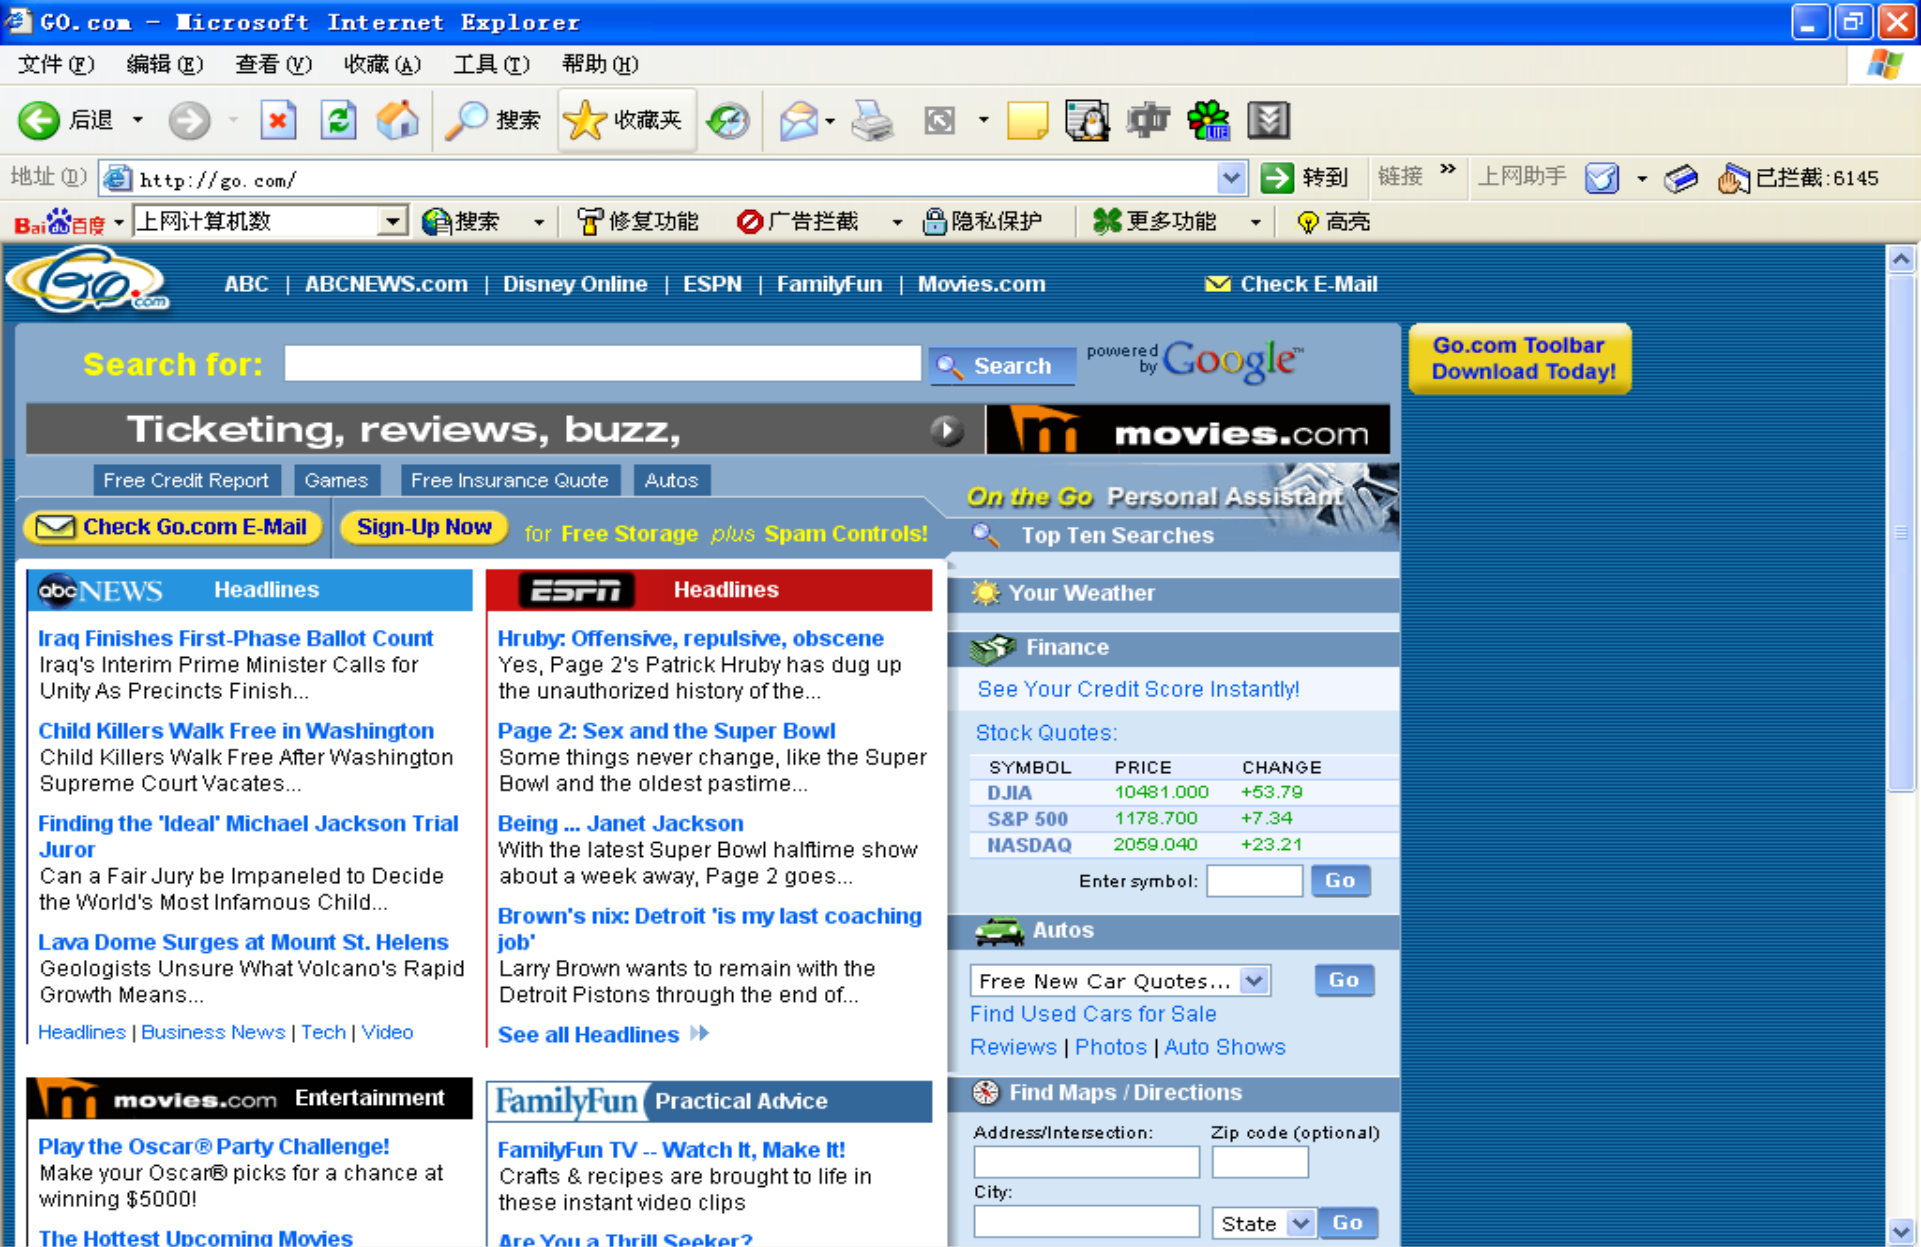 GO.com - Microsoft Internet Explorer
文件(F) 编辑(E) 查看(V) 收藏(A) 工具(T) 帮助(H)
后退 搜索 收藏夹 LITE
地址(D) http://go.com/ 转到 链接 » 上网助手 已拦截:6145
Bai du 百度 上网计算机数 搜索 修复功能 广告拦截 隐私保护 更多功能 高亮
Go.com ABC | ABCNEWS.com | Disney Online | ESPN | FamilyFun | Movies.com Check E-Mail
Search for: Search powered by Google™
Go.com Toolbar
Download Today!
Ticketing, reviews, buzz, movies.com
Free Credit Report Games Free Insurance Quote Autos
Check Go.com E-Mail Sign-Up Now for Free Storage plus Spam Controls!
abc NEWS Headlines
Iraq Finishes First-Phase Ballot Count
Iraq's Interim Prime Minister Calls for
Unity As Precincts Finish...
Child Killers Walk Free in Washington
Child Killers Walk Free After Washington
Supreme Court Vacates...
Finding the 'Ideal' Michael Jackson Trial
Juror
Can a Fair Jury be Impaneled to Decide
the World's Most Infamous Child...
Lava Dome Surges at Mount St. Helens
Geologists Unsure What Volcano's Rapid
Growth Means...
Headlines | Business News | Tech | Video
movies.com Entertainment
Play the Oscar® Party Challenge!
Make your Oscar® picks for a chance at
winning $5000!
The Hottest Upcoming Movies
ESPN Headlines
Hruby: Offensive, repulsive, obscene
Yes, Page 2's Patrick Hruby has dug up
the unauthorized history of the...
Page 2: Sex and the Super Bowl
Some things never change, like the Super
Bowl and the oldest pastime...
Being ... Janet Jackson
With the latest Super Bowl halftime show
about a week away, Page 2 goes...
Brown's nix: Detroit 'is my last coaching
job'
Larry Brown wants to remain with the
Detroit Pistons through the end of...
See all Headlines
FamilyFun Practical Advice
FamilyFun TV -- Watch It, Make It!
Crafts & recipes are brought to life in
these instant video clips
Are You a Thrill Seeker?
On the Go Personal Assistant
Top Ten Searches
Your Weather
Finance
See Your Credit Score Instantly!
Stock Quotes:
SYMBOL PRICE CHANGE
DJIA 10481.000 +53.79
S&P 500 1178.700 +7.34
NASDAQ 2059.040 +23.21
Enter symbol: Go
Autos
Free New Car Quotes... Go
Find Used Cars for Sale
Reviews | Photos | Auto Shows
Find Maps / Directions
Address/Intersection: Zip code (optional)
City:
State Go